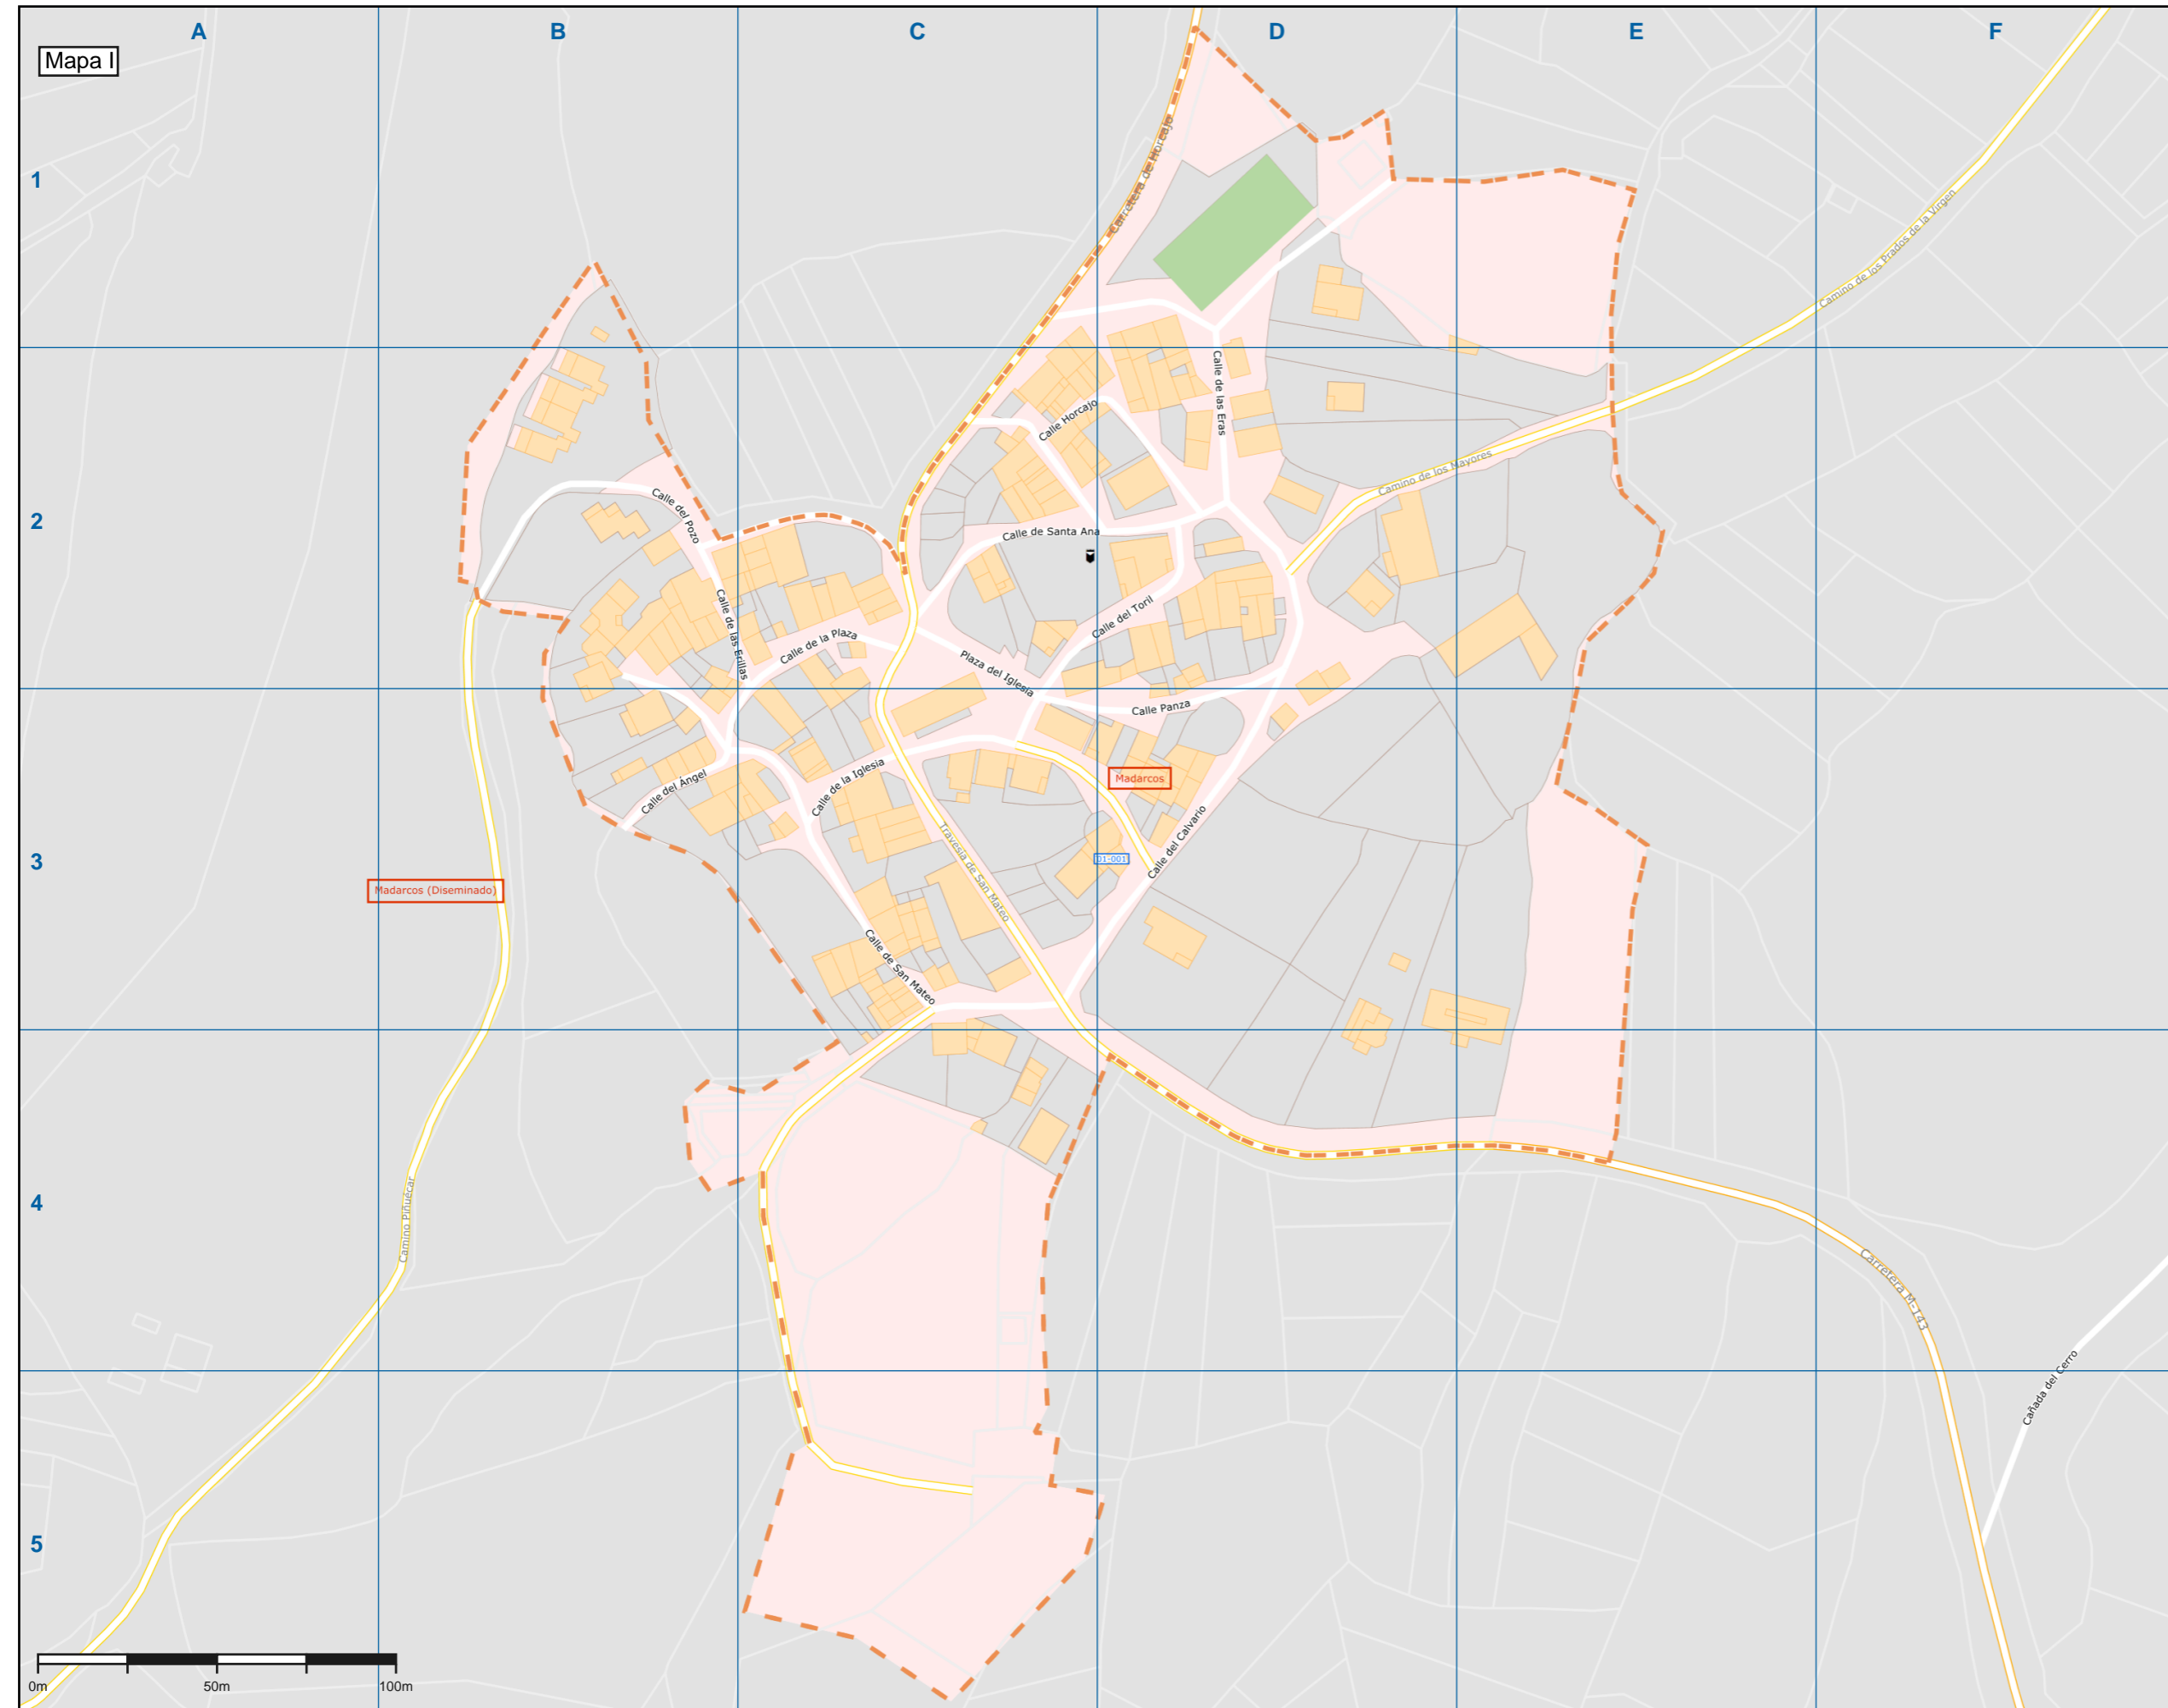 A
B
C
D
E
F
Mapa I
1
2
3
4
5
Carretera de Horcajo
Camino de los Prados de la Virgen
Calle de las Eras
Calle Horcajo
Camino de los Mayores
Calle del Pozo
Calle de Santa Ana
Calle de las Erillas
Calle de la Plaza
Calle del Toril
Plaza del Iglesia
Calle Panza
Calle de la Iglesia
Calle del Ángel
Madarcos
Travesía de San Mateo
Calle del Calvario
01-001
Madarcos (Diseminado)
Calle de San Mateo
Camino Piñuécar
Carretera M-143
Cañada del Cerro
0m
50m
100m